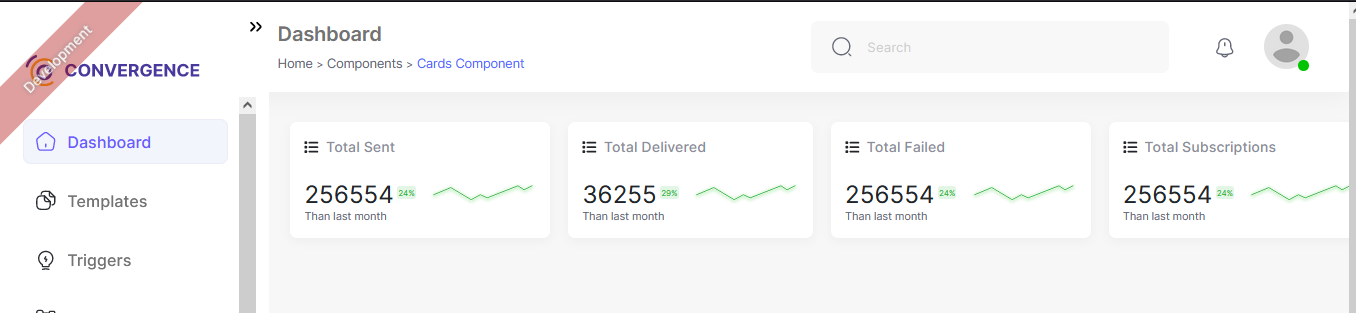 Development
CONVERGENCE
Dashboard
Templates
Triggers
Dashboard
Home > Components > Cards Component
Search
Total Sent
256554 24%
Than last month
Total Delivered
36255 29%
Than last month
Total Failed
256554 24%
Than last month
Total Subscriptions
256554 24%
Than last month